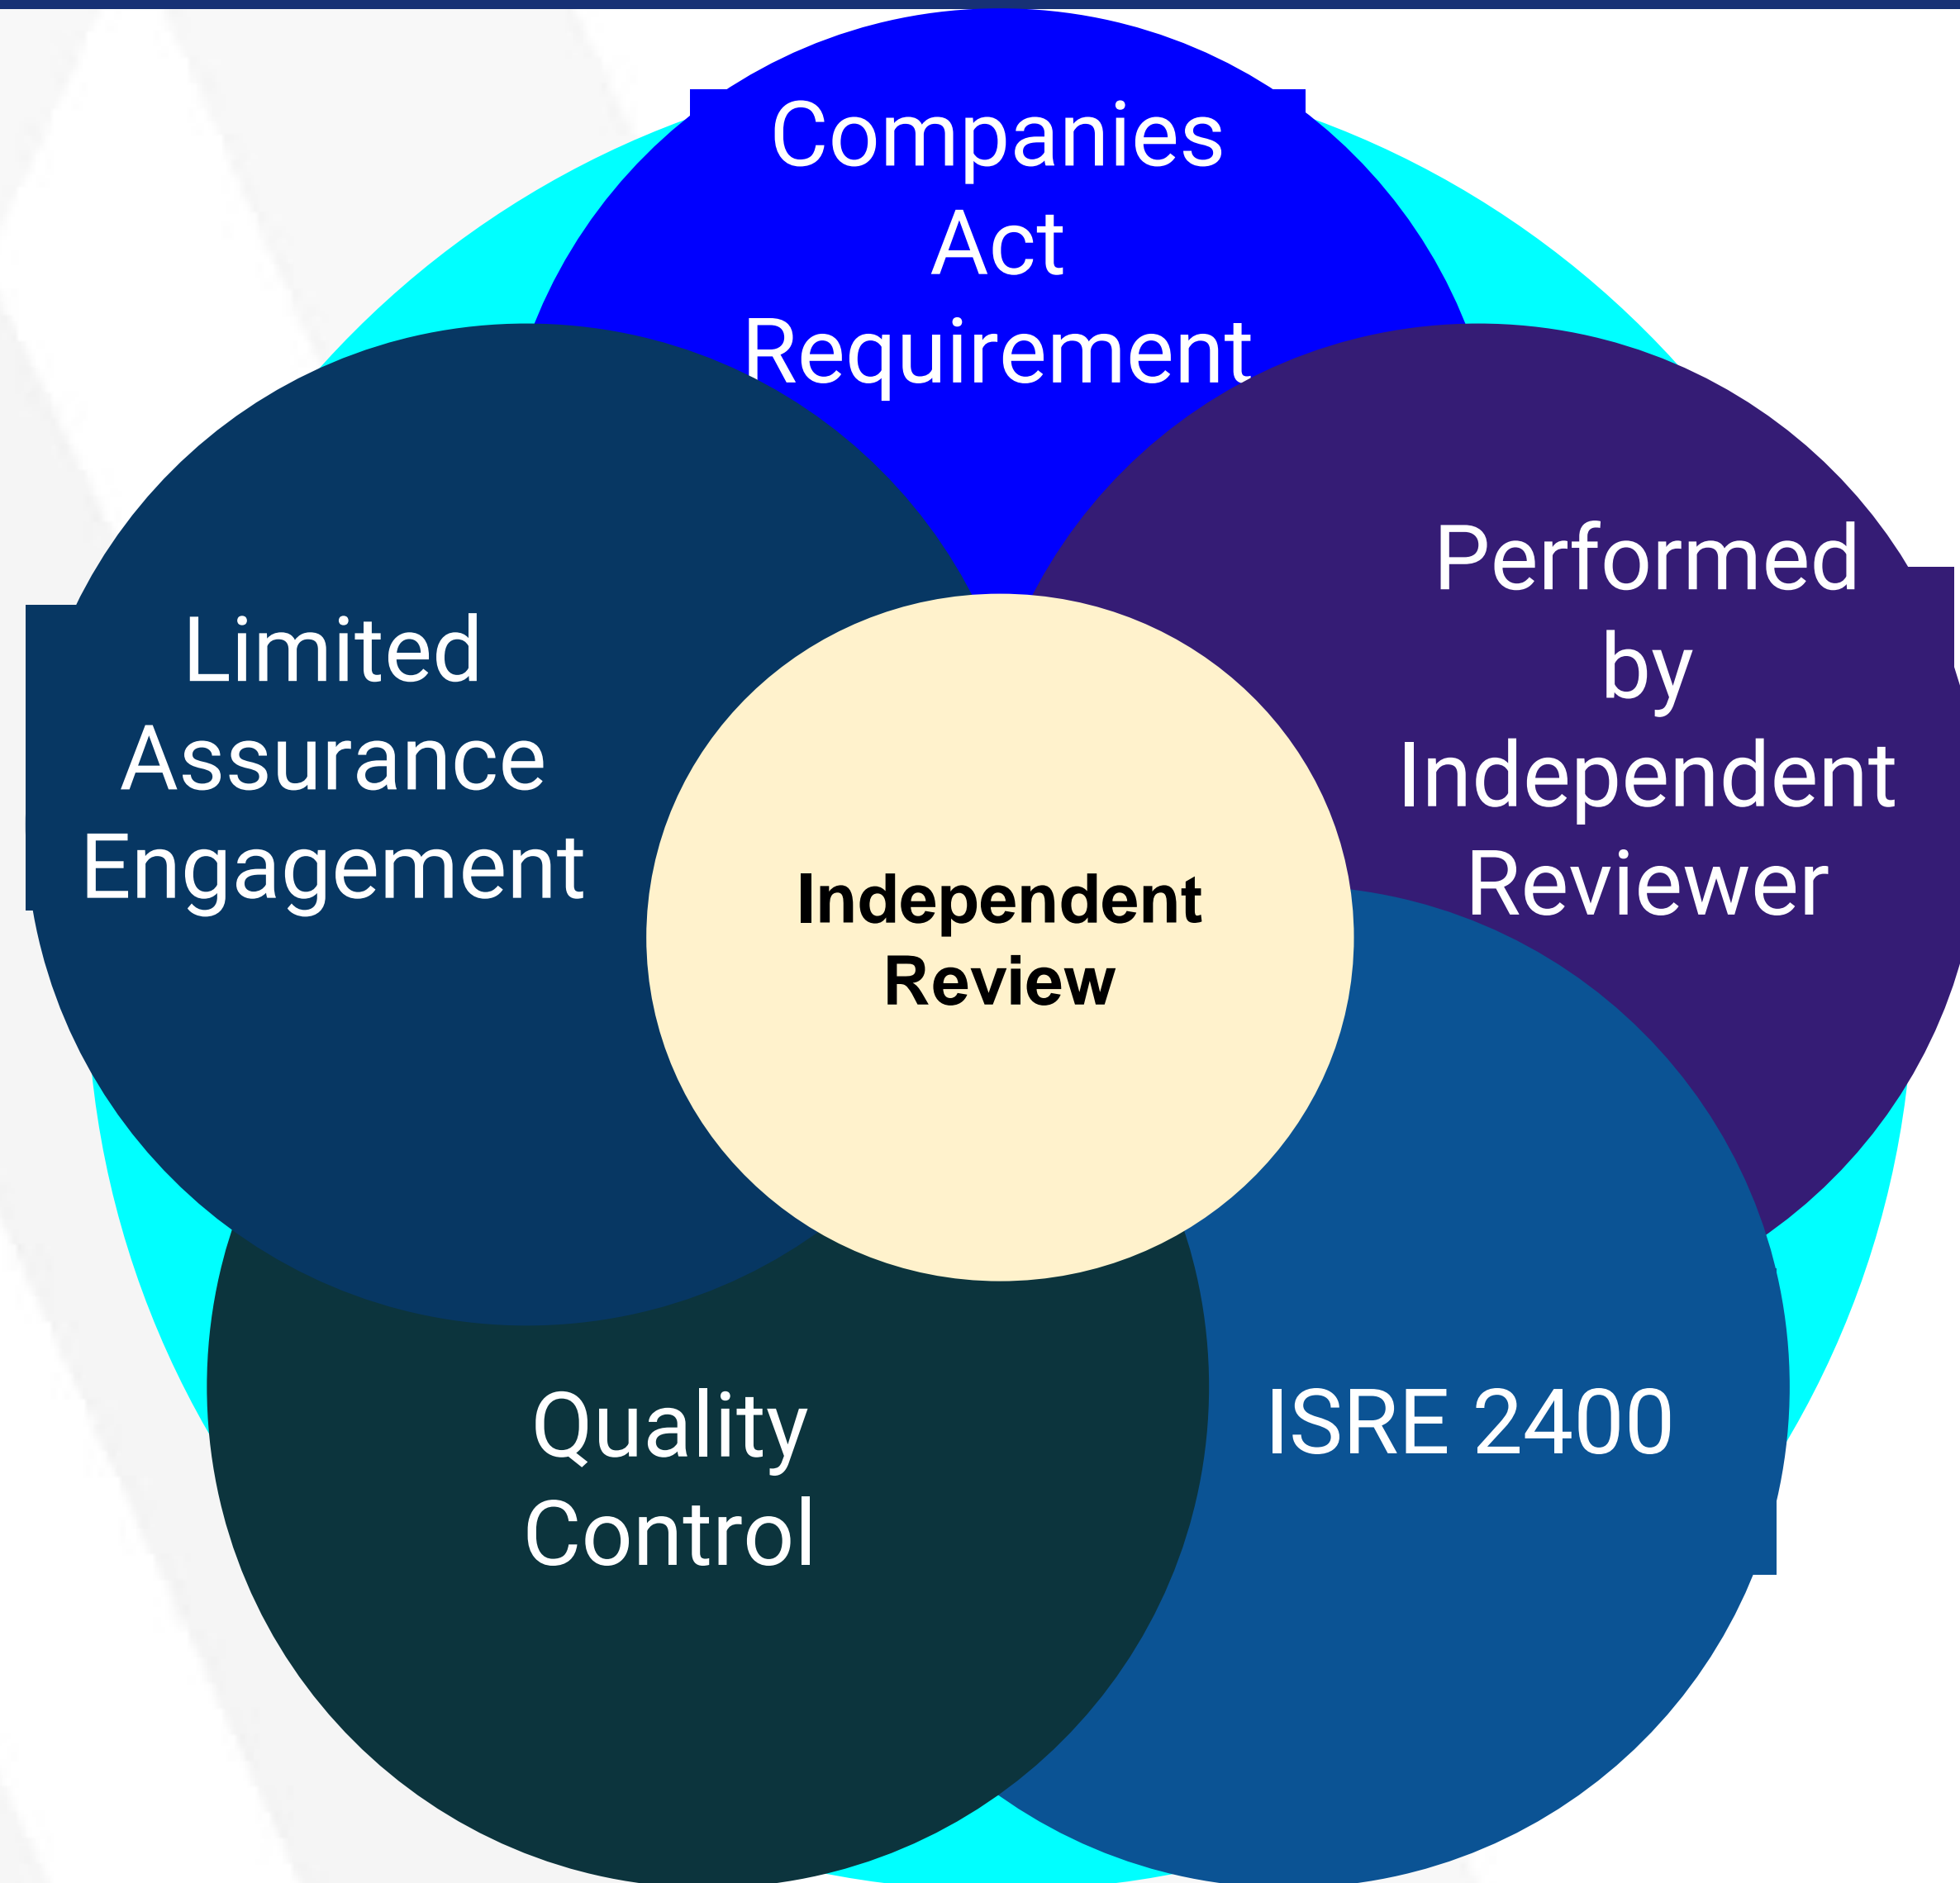 Companies
Act
Requirement
Performed
by
Independent
Reviewer
Limited
Assurance
Engagement
Independent
Review
Quality
Control
ISRE 2400